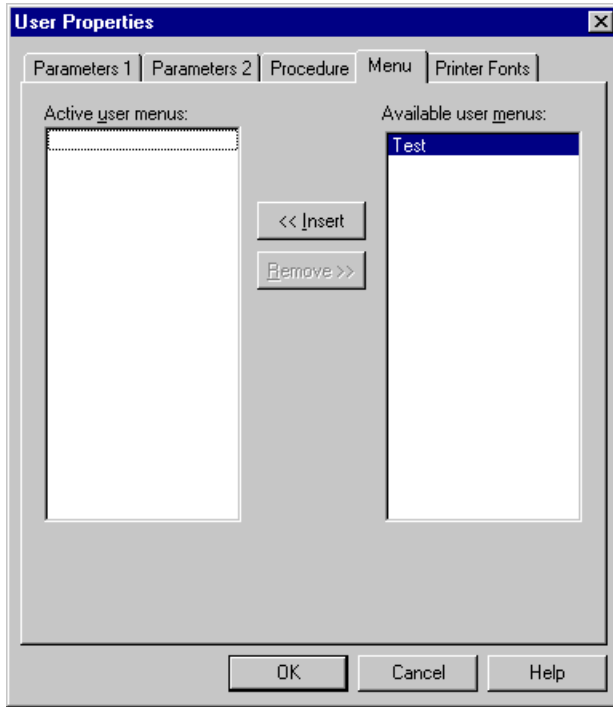 User Properties
Parameters 1 Parameters 2 Procedure Menu Printer Fonts
Active user menus: Available user menus:
Test
<< Insert
Remove >>
OK Cancel Help